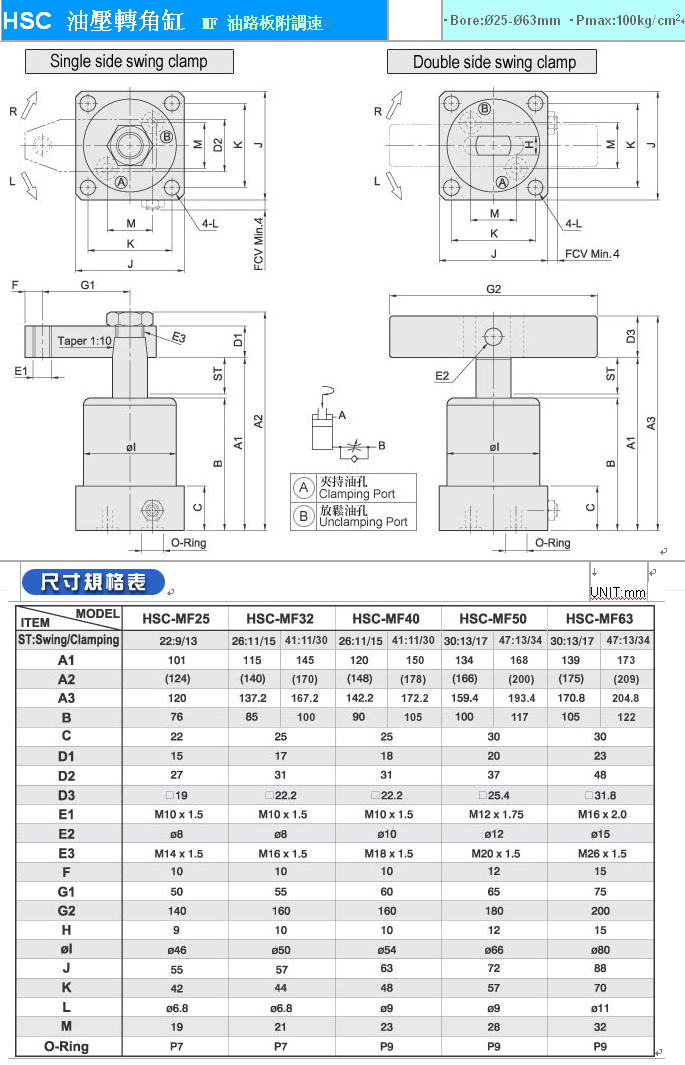 HSC 油壓轉角缸 MF 油路板附調速
·Bore:Ø25-Ø63mm ·Pmax:100kg/cm²
Single side swing clamp
Double side swing clamp
R
L
A
B
M
D2
K
J
M
K
J
4-L
FCV Min.4
R
L
B
A
H
M
K
J
M
K
J
4-L
FCV Min. 4
F
G1
Taper 1:10
E3
E1
D1
ST
A2
A1
B
øI
C
O-Ring
A
B
A 夾持油孔
Clamping Port
B 放鬆油孔
Unclamping Port
G2
E2
D3
ST
A3
A1
B
øI
C
O-Ring
尺寸規格表
UNIT:mm
ITEM MODEL HSC-MF25 HSC-MF32 HSC-MF40 HSC-MF50 HSC-MF63
ST:Swing/Clamping 22:9/13 26:11/15 41:11/30 26:11/15 41:11/30 30:13/17 47:13/34 30:13/17 47:13/34
A1 101 115 145 120 150 134 168 139 173
A2 (124) (140) (170) (148) (178) (166) (200) (175) (209)
A3 120 137.2 167.2 142.2 172.2 159.4 193.4 170.8 204.8
B 76 85 100 90 105 100 117 105 122
C 22 25 25 30 30
D1 15 17 18 20 23
D2 27 31 31 37 48
D3 □19 □22.2 □22.2 □25.4 □31.8
E1 M10 x 1.5 M10 x 1.5 M10 x 1.5 M12 x 1.75 M16 x 2.0
E2 ø8 ø8 ø10 ø12 ø15
E3 M14 x 1.5 M16 x 1.5 M18 x 1.5 M20 x 1.5 M26 x 1.5
F 10 10 10 12 15
G1 50 55 60 65 75
G2 140 160 160 180 200
H 9 10 10 12 15
øI ø46 ø50 ø54 ø66 ø80
J 55 57 63 72 88
K 42 44 48 57 70
L ø6.8 ø6.8 ø9 ø9 ø11
M 19 21 23 28 32
O-Ring P7 P7 P9 P9 P9